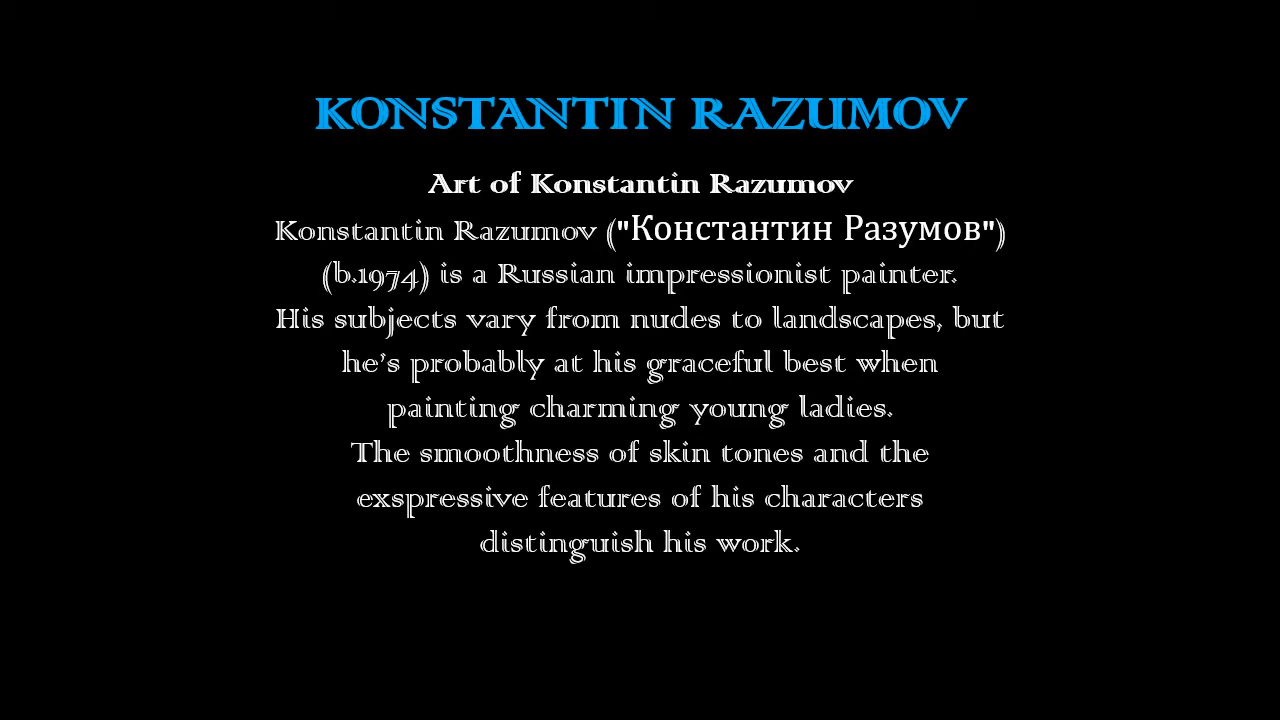 KONSTANTIN RAZUMOV
Art of Konstantin Razumov
Konstantin Razumov ("Константин Разумов")
(b.1974) is a Russian impressionist painter.
His subjects vary from nudes to landscapes, but
he's probably at his graceful best when
painting charming young ladies.
The smoothness of skin tones and the
exspressive features of his characters
distinguish his work.